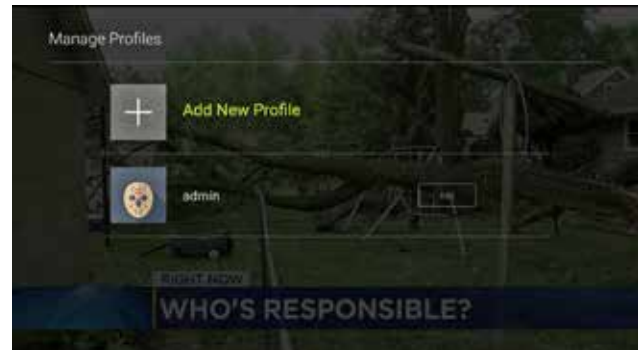 Manage Profiles
Add New Profile
admin
RIGHT NOW
WHO'S RESPONSIBLE?